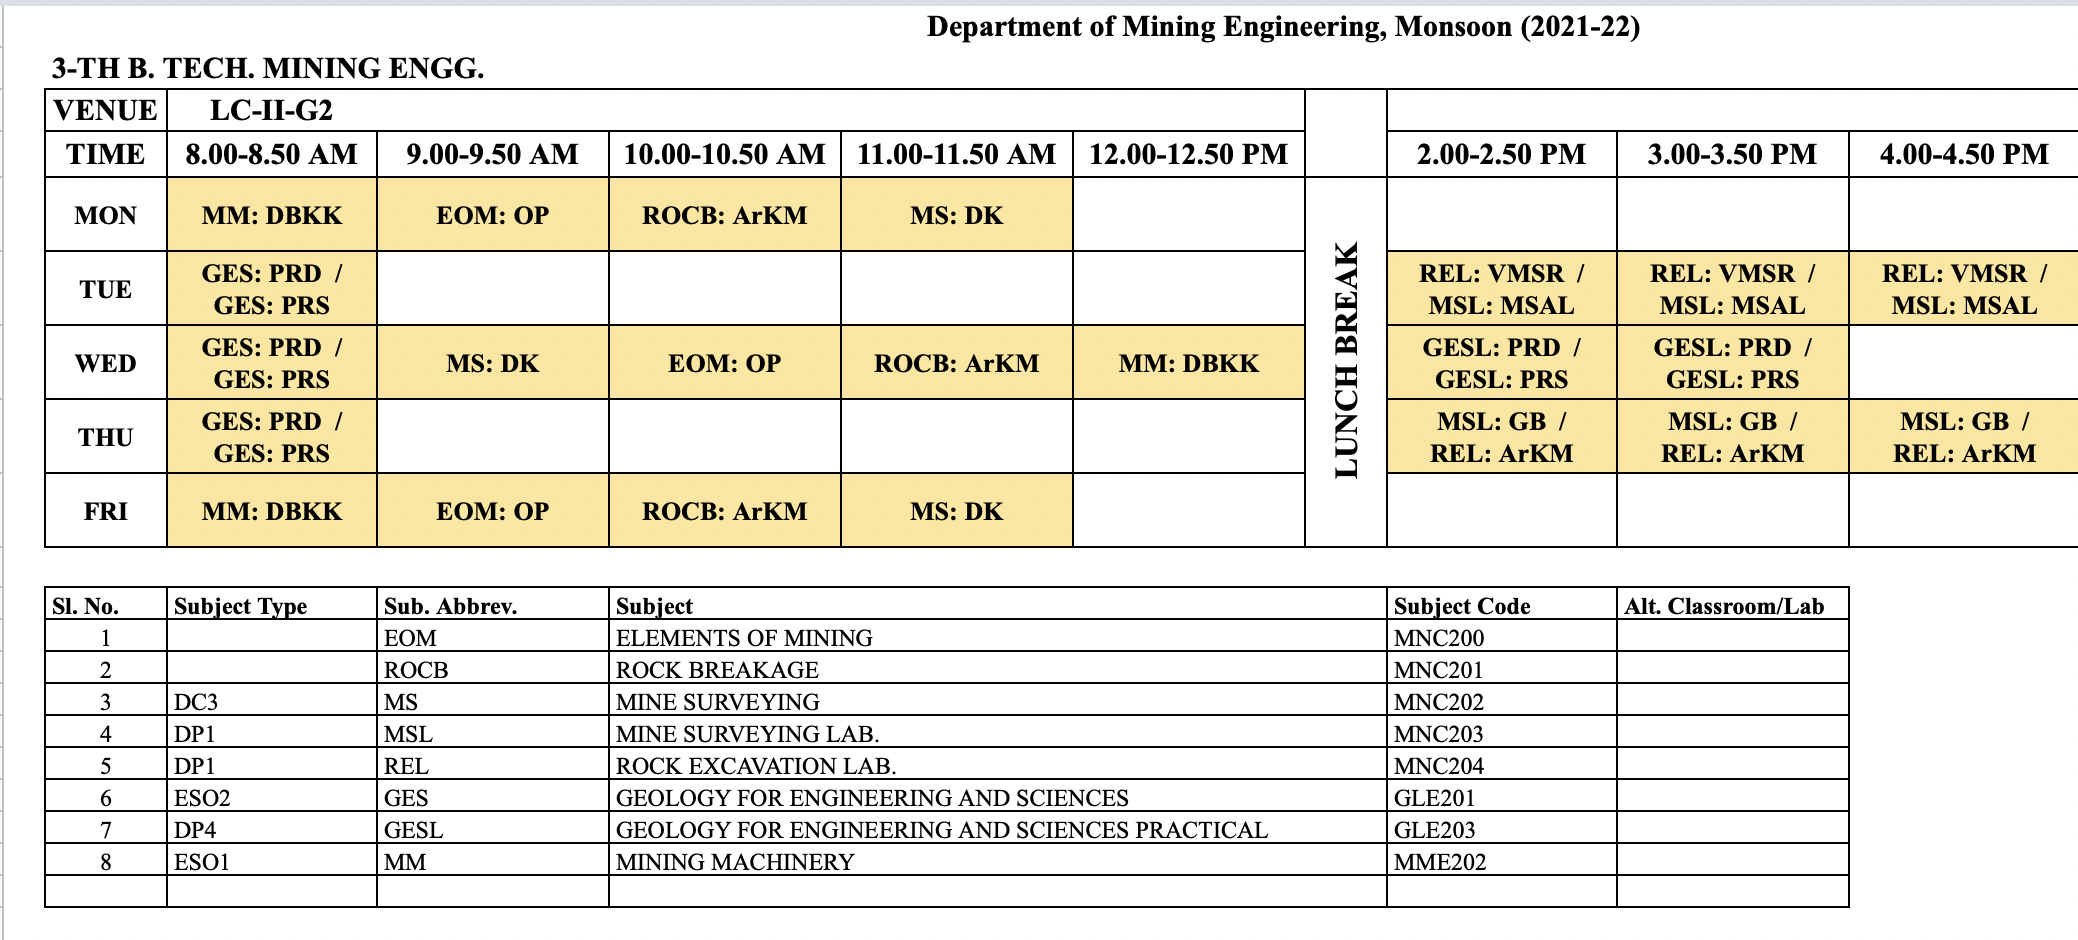 Department of Mining Engineering, Monsoon (2021-22)
3-TH B. TECH. MINING ENGG.
VENUE LC-II-G2
TIME 8.00-8.50 AM 9.00-9.50 AM 10.00-10.50 AM 11.00-11.50 AM 12.00-12.50 PM LUNCH BREAK 2.00-2.50 PM 3.00-3.50 PM 4.00-4.50 PM
MON MM: DBKK EOM: OP ROCB: ArKM MS: DK
TUE GES: PRD / GES: PRS REL: VMSR / MSL: MSAL REL: VMSR / MSL: MSAL REL: VMSR / MSL: MSAL
WED GES: PRD / GES: PRS MS: DK EOM: OP ROCB: ArKM MM: DBKK GESL: PRD / GESL: PRS GESL: PRD / GESL: PRS
THU GES: PRD / GES: PRS MSL: GB / REL: ArKM MSL: GB / REL: ArKM MSL: GB / REL: ArKM
FRI MM: DBKK EOM: OP ROCB: ArKM MS: DK
Sl. No. Subject Type Sub. Abbrev. Subject Subject Code Alt. Classroom/Lab
1 EOM ELEMENTS OF MINING MNC200
2 ROCB ROCK BREAKAGE MNC201
3 DC3 MS MINE SURVEYING MNC202
4 DP1 MSL MINE SURVEYING LAB. MNC203
5 DP1 REL ROCK EXCAVATION LAB. MNC204
6 ESO2 GES GEOLOGY FOR ENGINEERING AND SCIENCES GLE201
7 DP4 GESL GEOLOGY FOR ENGINEERING AND SCIENCES PRACTICAL GLE203
8 ESO1 MM MINING MACHINERY MME202